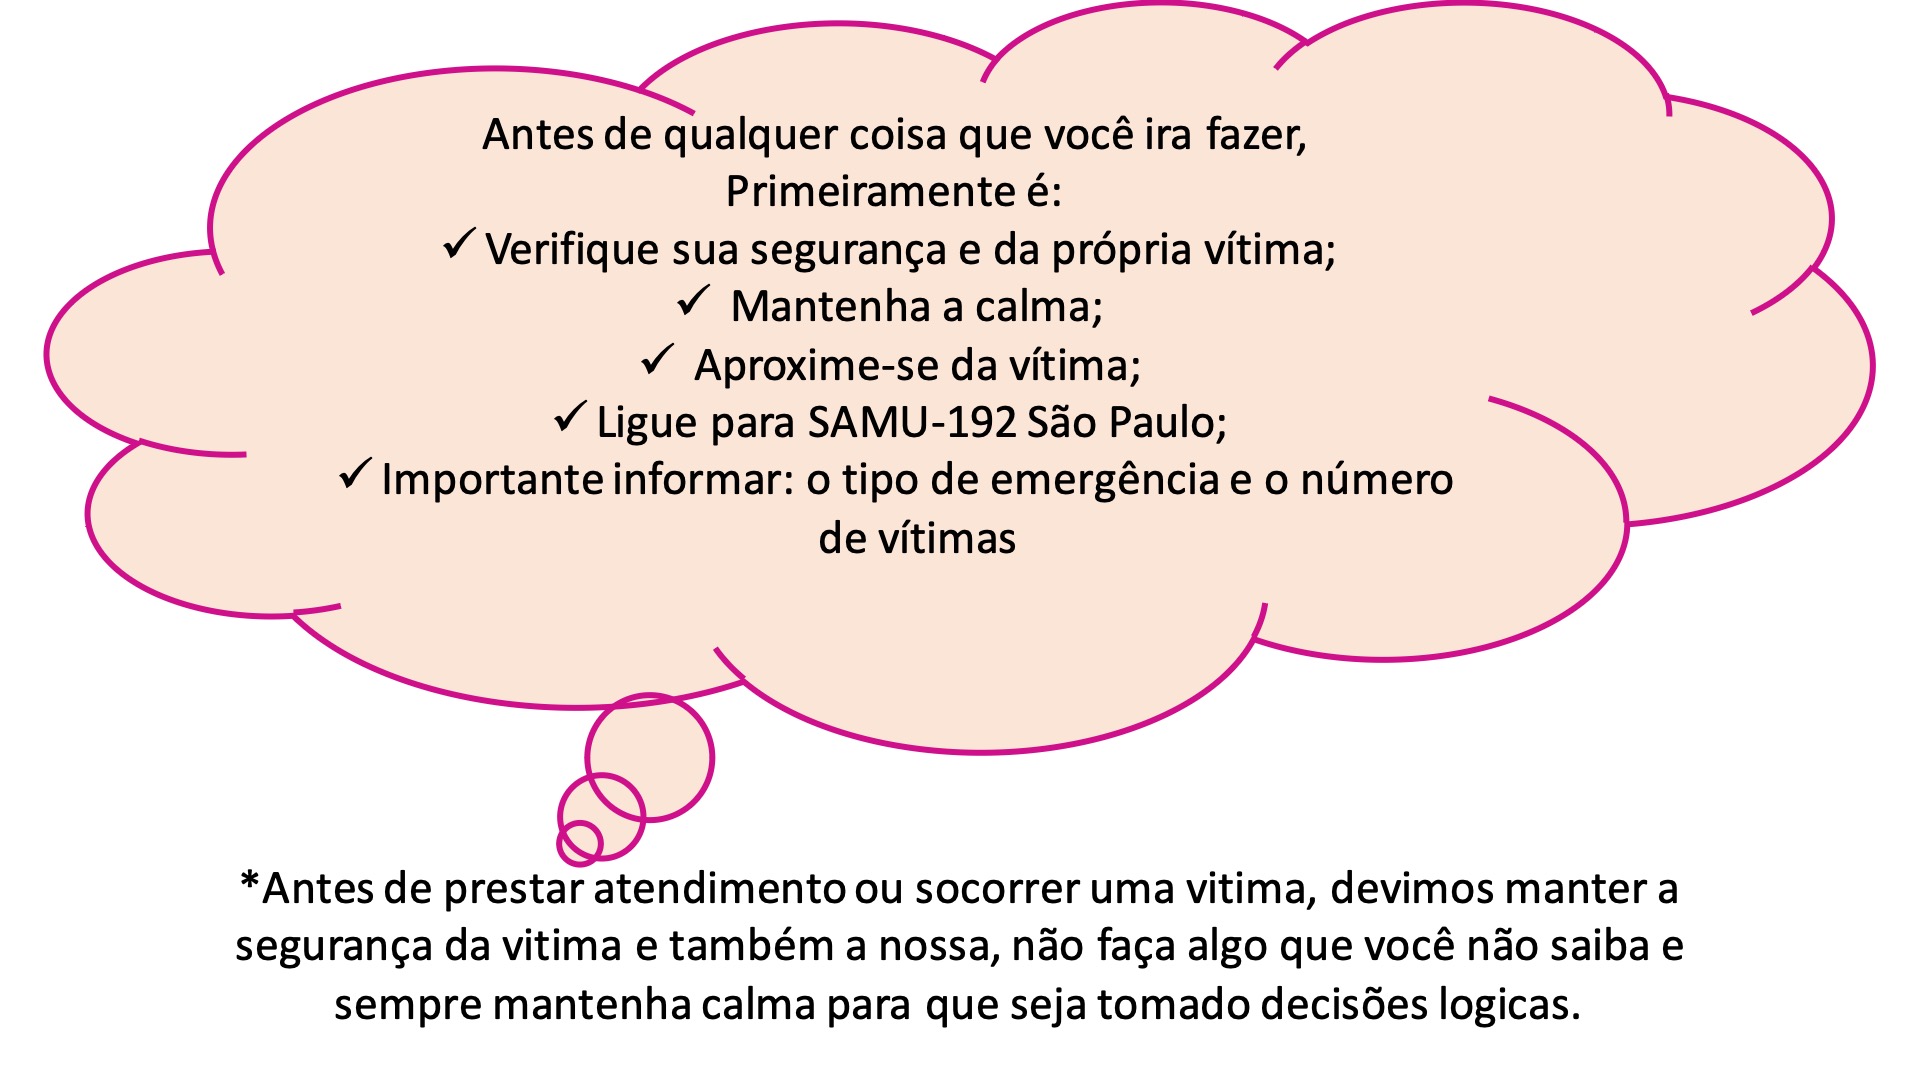 Antes de qualquer coisa que você ira fazer,
Primeiramente é:
✓ Verifique sua segurança e da própria vítima;
✓ Mantenha a calma;
✓ Aproxime-se da vítima;
✓ Ligue para SAMU-192 São Paulo;
✓ Importante informar: o tipo de emergência e o número
de vítimas
*Antes de prestar atendimento ou socorrer uma vitima, devimos manter a
segurança da vitima e também a nossa, não faça algo que você não saiba e
sempre mantenha calma para que seja tomado decisões logicas.